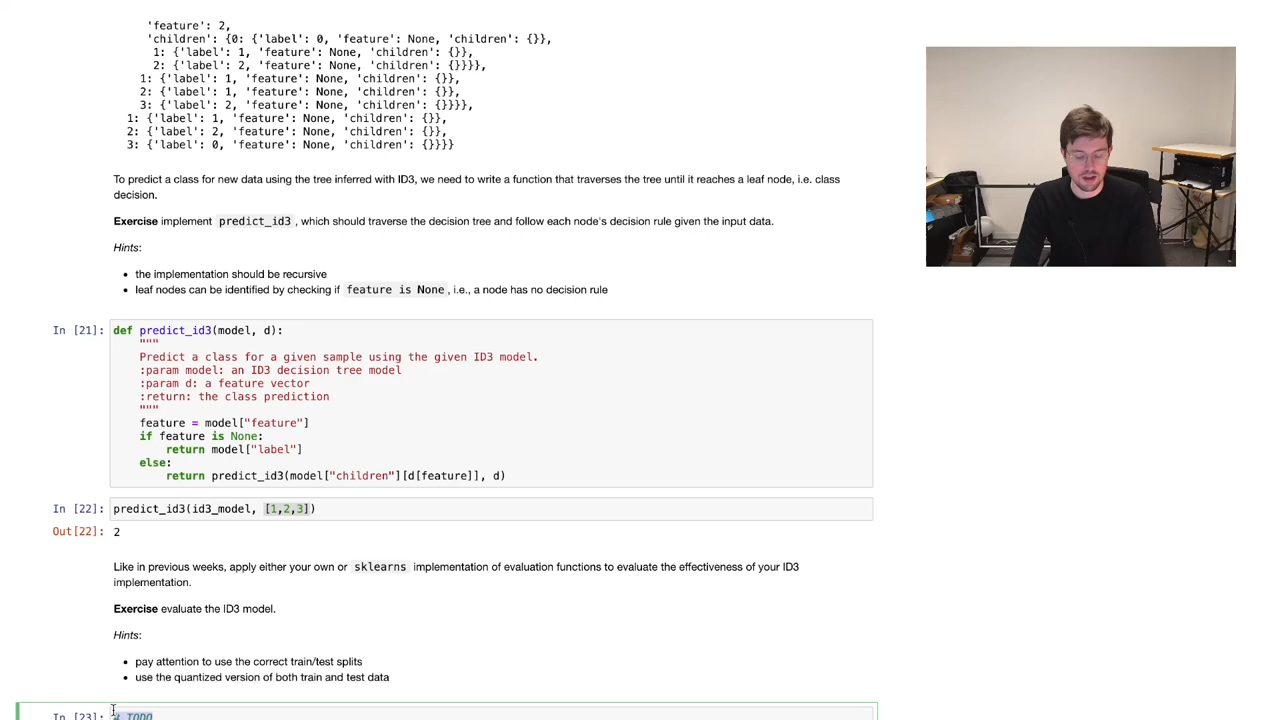 'feature': 2,
'children': {0: {'label': 0, 'feature': None, 'children': {}},
1: {'label': 1, 'feature': None, 'children': {}},
2: {'label': 2, 'feature': None, 'children': {}}}},
1: {'label': 1, 'feature': None, 'children': {}},
2: {'label': 1, 'feature': None, 'children': {}},
3: {'label': 2, 'feature': None, 'children': {}}}},
1: {'label': 1, 'feature': None, 'children': {}},
2: {'label': 2, 'feature': None, 'children': {}},
3: {'label': 0, 'feature': None, 'children': {}}}}
To predict a class for new data using the tree inferred with ID3, we need to write a function that traverses the tree until it reaches a leaf node, i.e. class
decision.
Exercise implement predict_id3, which should traverse the decision tree and follow each node's decision rule given the input data.
Hints:
• the implementation should be recursive
• leaf nodes can be identified by checking if feature is None, i.e., a node has no decision rule
In [21]: def predict_id3(model, d):
"""
Predict a class for a given sample using the given ID3 model.
:param model: an ID3 decision tree model
:param d: a feature vector
:return: the class prediction
"""
feature = model["feature"]
if feature is None:
return model["label"]
else:
return predict_id3(model["children"][d[feature]], d)
In [22]: predict_id3(id3_model, [1,2,3])
Out[22]: 2
Like in previous weeks, apply either your own or sklearns implementation of evaluation functions to evaluate the effectiveness of your ID3
implementation.
Exercise evaluate the ID3 model.
Hints:
• pay attention to use the correct train/test splits
• use the quantized version of both train and test data
In [23]: # TODO